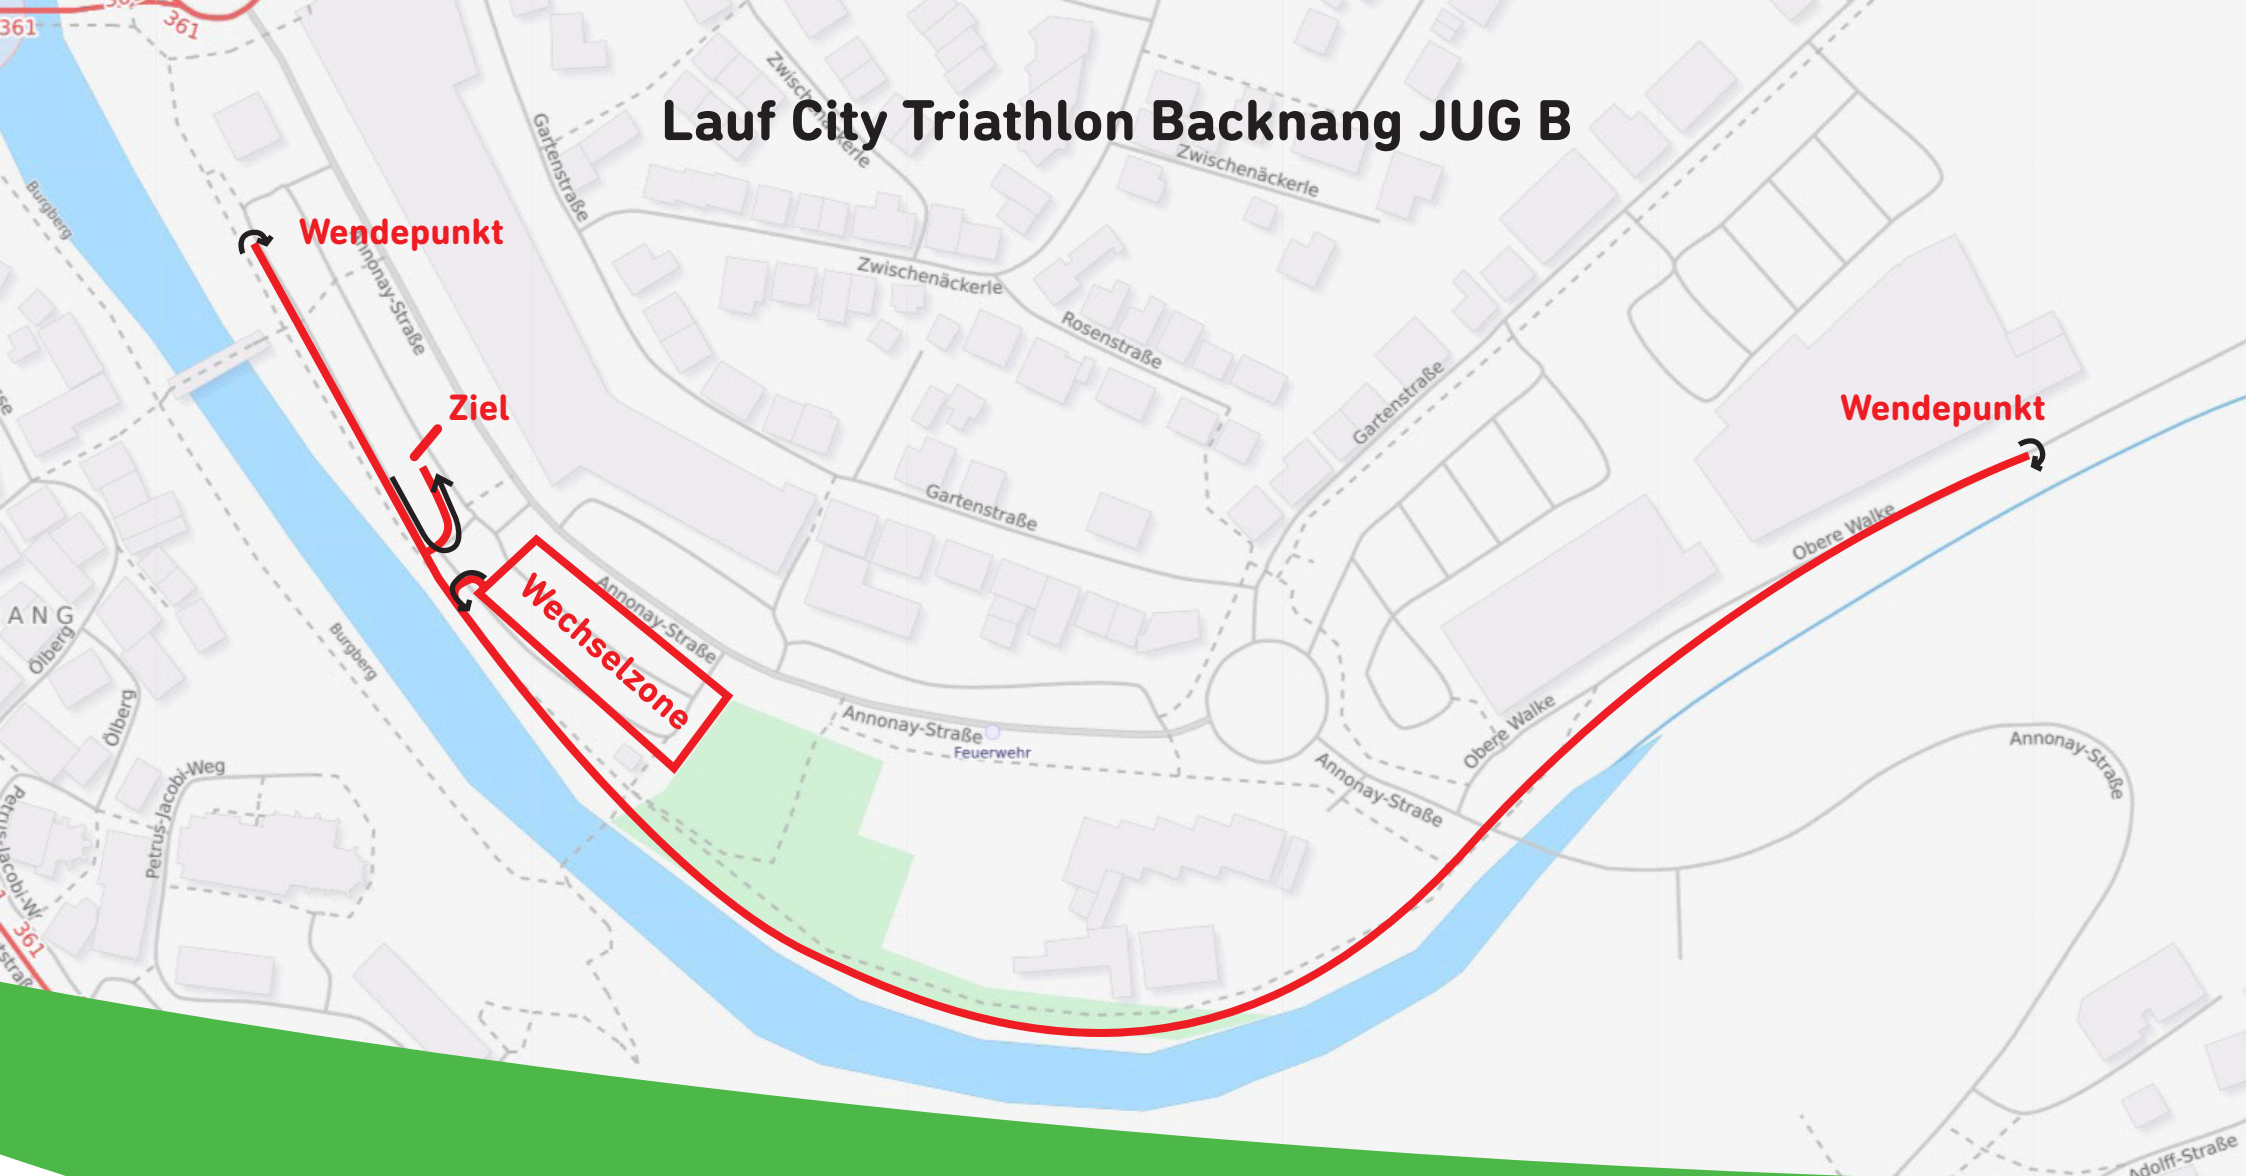 361
361
Lauf City Triathlon Backnang JUG B
Zwischenäckerle
Gartenstraße
Zwischenäckerle
Burgberg
Wendepunkt
Annonay-Straße
Zwischenäckerle
Rosenstraße
Gartenstraße
Ziel
Wendepunkt
Gartenstraße
Obere Walke
Wechselzone
Annonay-Straße
ANG
Ölberg
Burgberg
Ölberg
Annonay-Straße
Feuerwehr
Obere Walke
Annonay-Straße
Annonay-Straße
Petrus-Jacobi-Weg
361
Adolff-Straße